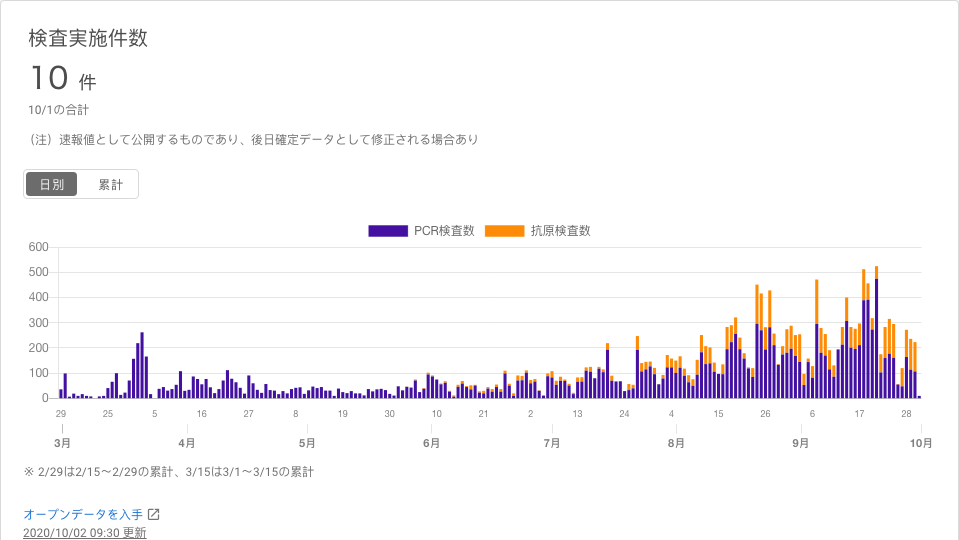 検査実施件数
10 件
10/1の合計
（注）速報値として公開するものであり、後日確定データとして修正される場合あり
日別 累計
PCR検査数 抗原検査数
600
500
400
300
200
100
0
29 25 5 16 27 8 19 30 10 21 2 13 24 4 15 26 6 17 28
3月 4月 5月 6月 7月 8月 9月 10月
※ 2/29は2/15〜2/29の累計、3/15は3/1〜3/15の累計
オープンデータを入手
2020/10/02 09:30 更新